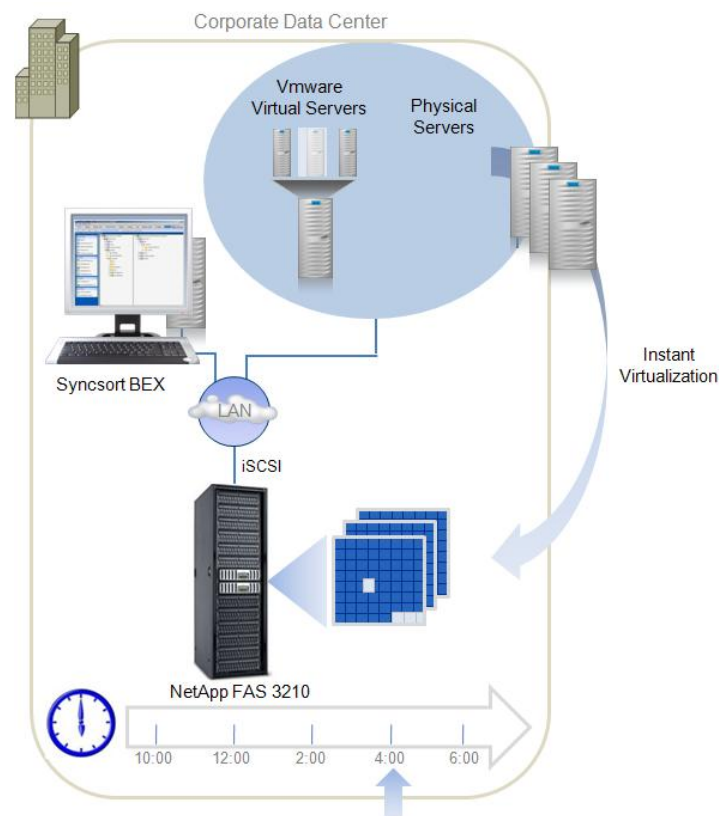 Corporate Data Center
Vmware
Virtual Servers
Physical
Servers
Syncsort BEX
LAN
iSCSI
Instant
Virtualization
NetApp FAS 3210
10:00
12:00
2:00
4:00
6:00